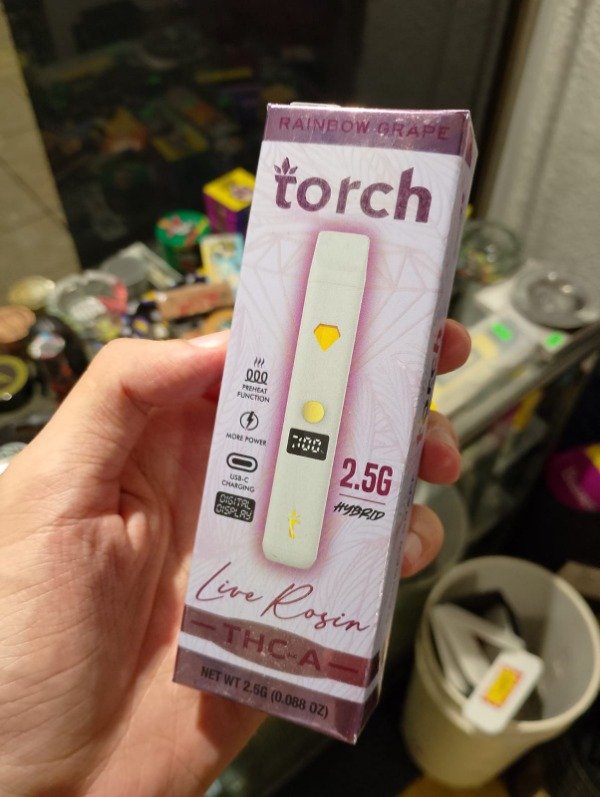 RAINBOW GRAPE
torch
PREHEAT
FUNCTION
MORE POWER
USB-C
CHARGING
DIGITAL
DISPLAY
700
2.5G
HYBRID
Live Rosin
THC-A
NET WT 2.5G (0.088 OZ)